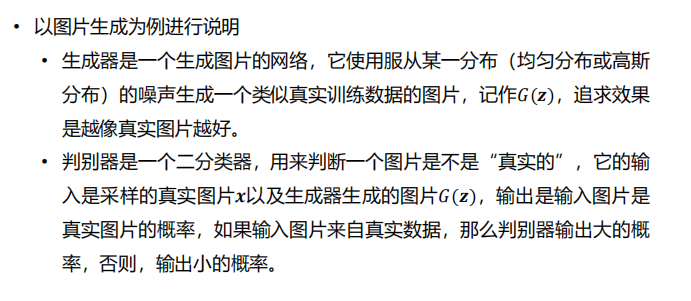 • 以图片生成为例进行说明
• 生成器是一个生成图片的网络，它使用服从某一分布（均匀分布或高斯
分布）的噪声生成一个类似真实训练数据的图片，记作G(z)，追求效果
是越像真实图片越好。
• 判别器是一个二分类器，用来判断一个图片是不是“真实的”，它的输
入是采样的真实图片x以及生成器生成的图片G(z)，输出是输入图片是
真实图片的概率，如果输入图片来自真实数据，那么判别器输出大的概
率，否则，输出小的概率。